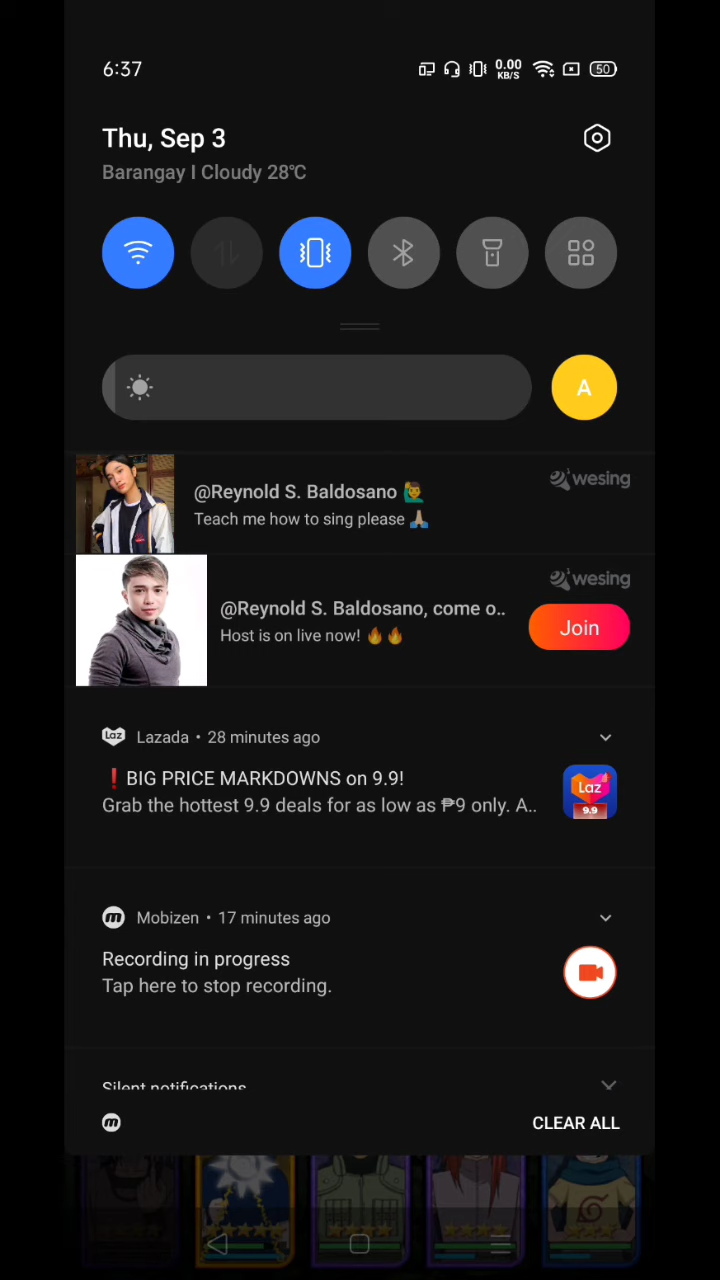 6:37
0.00
KB/S
50
Thu, Sep 3
Barangay I Cloudy 28°C
A
@Reynold S. Baldosano 🙋‍♂️
wesing
Teach me how to sing please 🙏🏼
wesing
@Reynold S. Baldosano, come o..
Host is on live now! 🔥🔥
Join
Laz
Lazada • 28 minutes ago
❗BIG PRICE MARKDOWNS on 9.9!
Grab the hottest 9.9 deals for as low as ₱9 only. A..
Laz
9.9
m Mobizen • 17 minutes ago
Recording in progress
Tap here to stop recording.
Silent notifications
m
CLEAR ALL